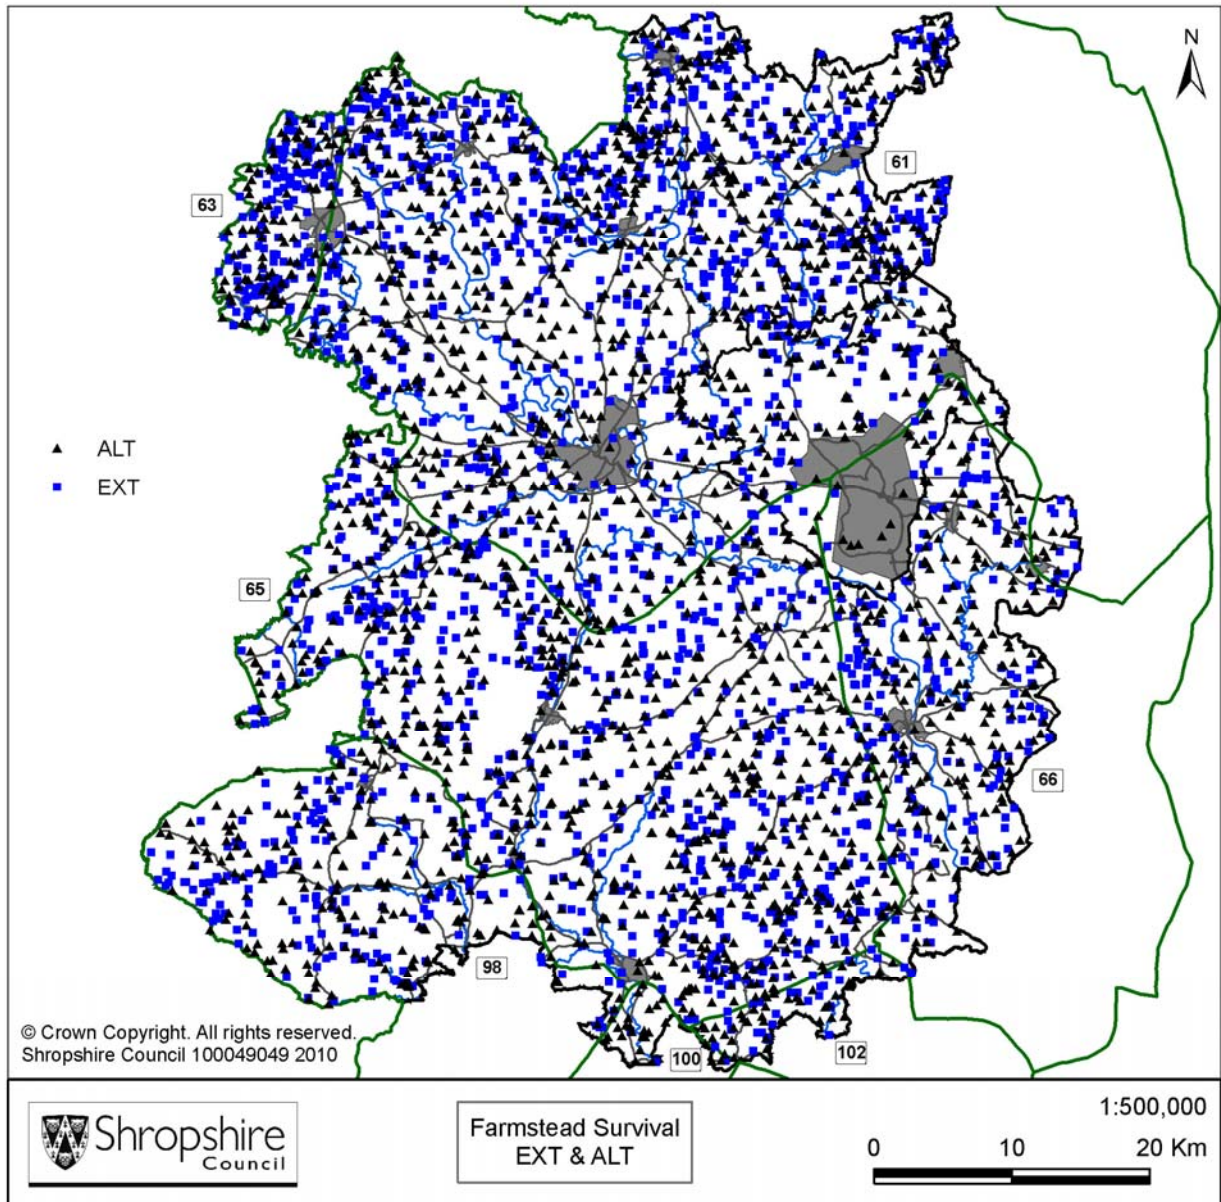 N
61
63
ALT
EXT
65
66
98
© Crown Copyright. All rights reserved.
Shropshire Council 100049049 2010
100
102
Shropshire
Council
Farmstead Survival
EXT & ALT
1:500,000
0 10 20 Km